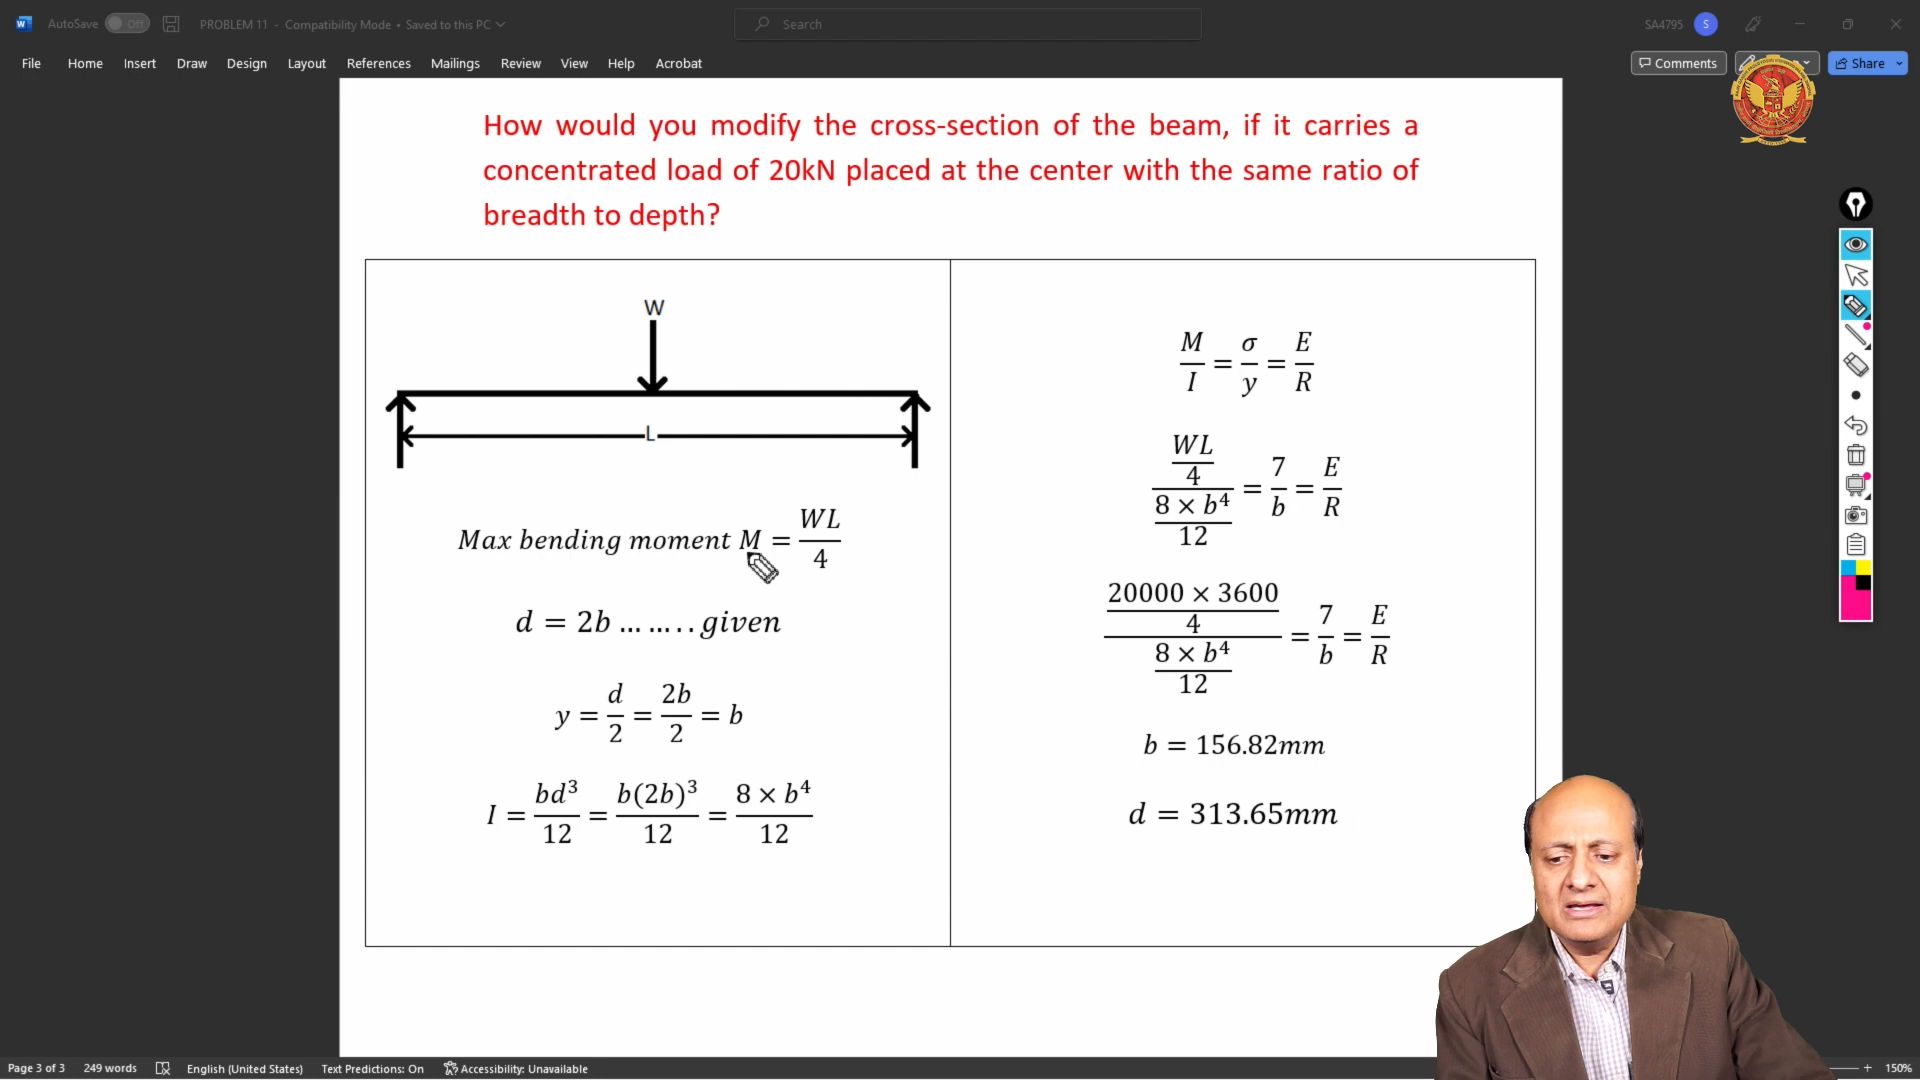 AutoSave Off PROBLEM 11 - Compatibility Mode • Saved to this PC Search SA4795 S
File Home Insert Draw Design Layout References Mailings Review View Help Acrobat Comments Share
How would you modify the cross-section of the beam, if it carries a
concentrated load of 20kN placed at the center with the same ratio of
breadth to depth?
W
L
Max bending moment M = WL/4
d = 2b ... ... . . given
y = d/2 = 2b/2 = b
I = bd³/12 = b(2b)³/12 = 8 × b⁴/12
M/I = σ/y = E/R
(WL/4)/(8 × b⁴/12) = 7/b = E/R
(20000 × 3600/4)/(8 × b⁴/12) = 7/b = E/R
b = 156.82mm
d = 313.65mm
Page 3 of 3 249 words English (United States) Text Predictions: On Accessibility: Unavailable + 150%